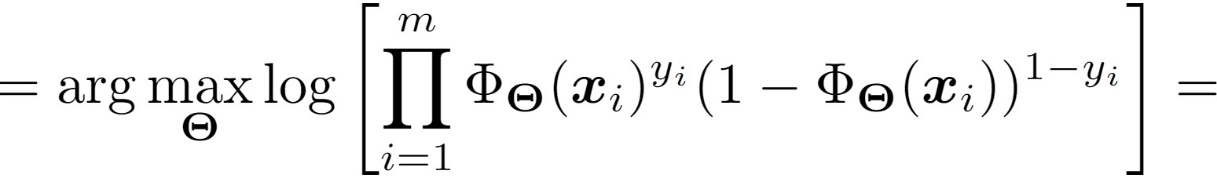 = arg max_Θ log [ ∏_{i=1}^{m} Φ_Θ(x_i)^{y_i} (1 − Φ_Θ(x_i))^{1−y_i} ] =